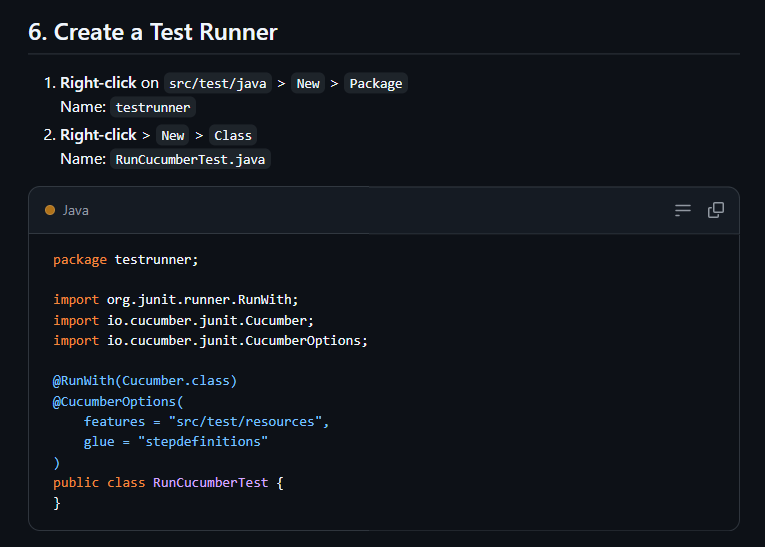 6. Create a Test Runner
1. Right-click on src/test/java > New > Package
Name: testrunner
2. Right-click > New > Class
Name: RunCucumberTest.java
Java
package testrunner;
import org.junit.runner.RunWith;
import io.cucumber.junit.Cucumber;
import io.cucumber.junit.CucumberOptions;
@RunWith(Cucumber.class)
@CucumberOptions(
    features = "src/test/resources",
    glue = "stepdefinitions"
)
public class RunCucumberTest {
}